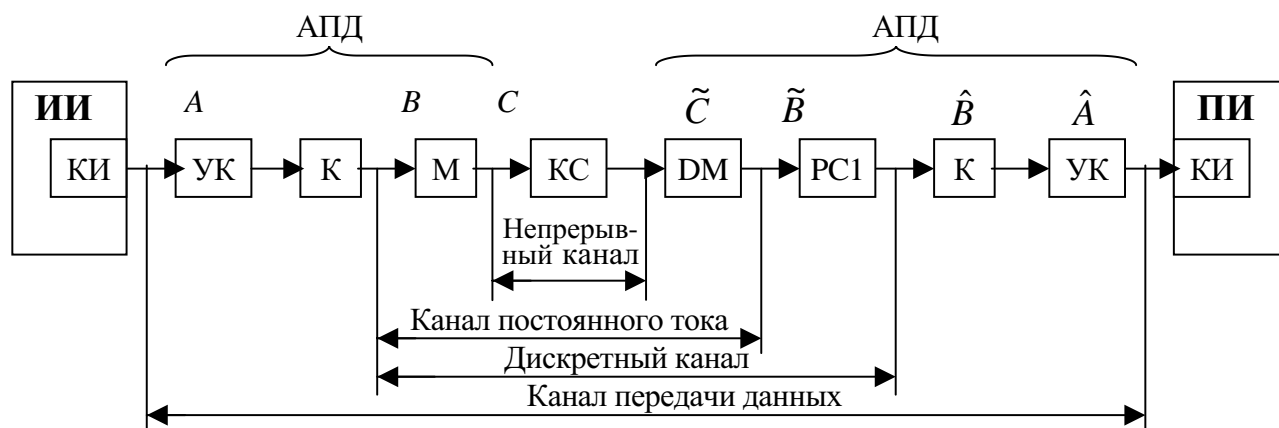 АПД
АПД
ИИ
A
B
C
C̃
B̃
B̂
Â
ПИ
КИ
УК
К
М
КС
DM
РС1
К
УК
КИ
Непрерыв-
ный канал
Канал постоянного тока
Дискретный канал
Канал передачи данных